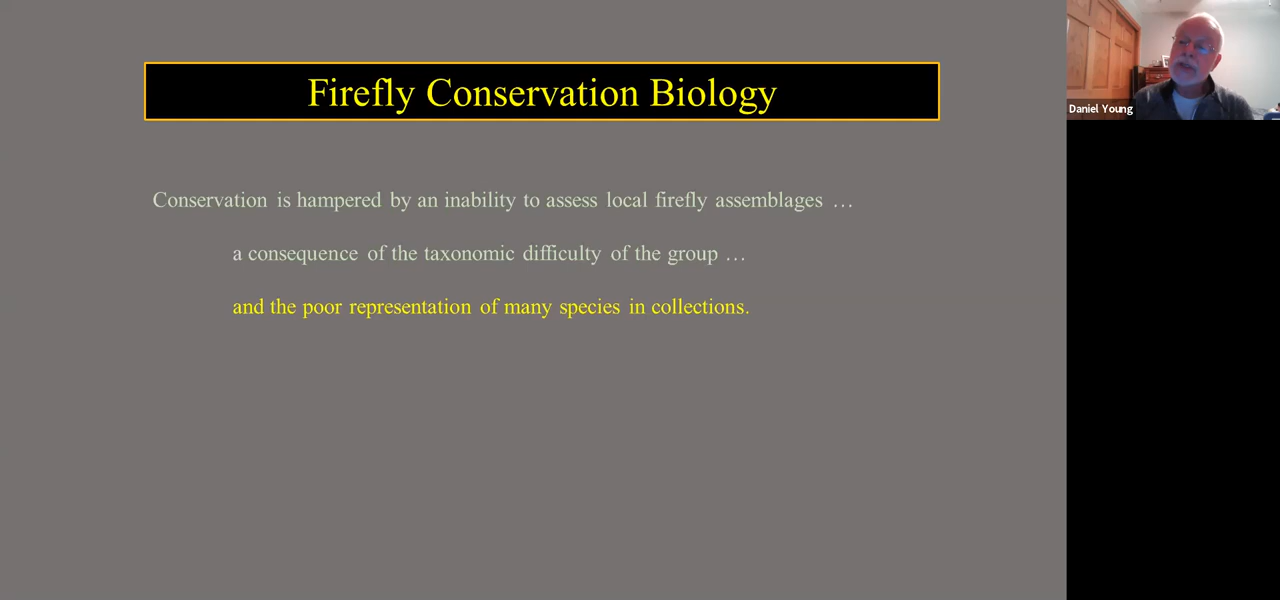 Firefly Conservation Biology
Daniel Young
Conservation is hampered by an inability to assess local firefly assemblages …
a consequence of the taxonomic difficulty of the group …
and the poor representation of many species in collections.